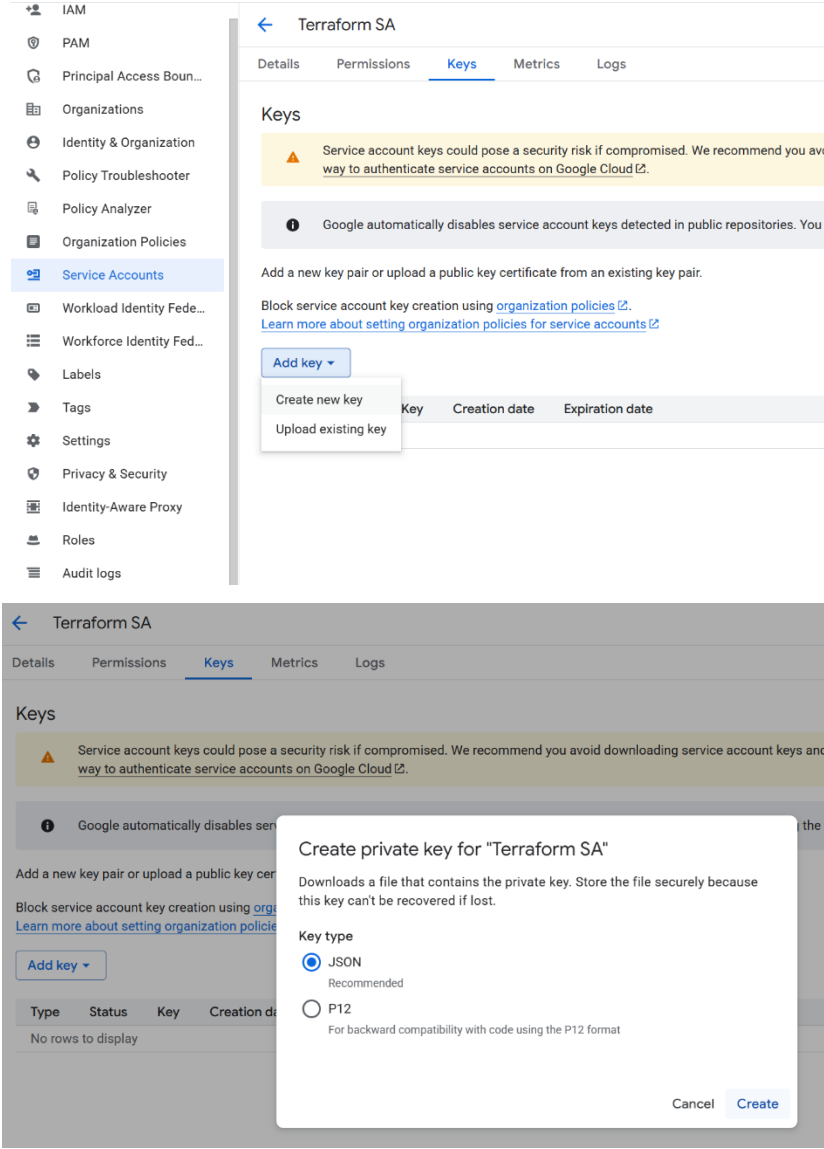 IAM
PAM
Principal Access Boun...
Organizations
Identity & Organization
Policy Troubleshooter
Policy Analyzer
Organization Policies
Service Accounts
Workload Identity Fede...
Workforce Identity Fed...
Labels
Tags
Settings
Privacy & Security
Identity-Aware Proxy
Roles
Audit logs
Terraform SA
Details Permissions Keys Metrics Logs
Keys
Service account keys could pose a security risk if compromised. We recommend you avo
way to authenticate service accounts on Google Cloud
Google automatically disables service account keys detected in public repositories. You
Add a new key pair or upload a public key certificate from an existing key pair.
Block service account key creation using organization policies.
Learn more about setting organization policies for service accounts
Add key
Create new key
Upload existing key
Key Creation date Expiration date
Terraform SA
Details Permissions Keys Metrics Logs
Keys
Service account keys could pose a security risk if compromised. We recommend you avoid downloading service account keys and
way to authenticate service accounts on Google Cloud
Google automatically disables serv
the
Add a new key pair or upload a public key cer
Block service account key creation using orga
Learn more about setting organization policie
Add key
Type Status Key Creation da
No rows to display
Create private key for "Terraform SA"
Downloads a file that contains the private key. Store the file securely because
this key can't be recovered if lost.
Key type
JSON
Recommended
P12
For backward compatibility with code using the P12 format
Cancel Create